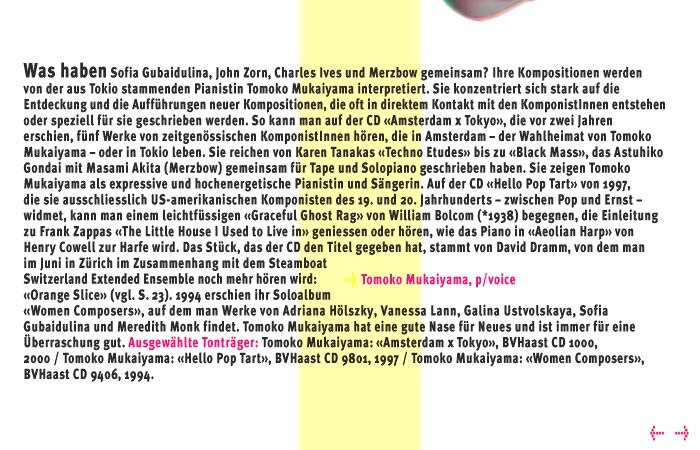 Was haben Sofia Gubaidulina, John Zorn, Charles Ives und Merzbow gemeinsam? Ihre Kompositionen werden
von der aus Tokio stammenden Pianistin Tomoko Mukaiyama interpretiert. Sie konzentriert sich stark auf die
Entdeckung und die Aufführungen neuer Kompositionen, die oft in direktem Kontakt mit den KomponistInnen entstehen
oder speziell für sie geschrieben werden. So kann man auf der CD «Amsterdam x Tokyo», die vor zwei Jahren
erschien, fünf Werke von zeitgenössischen KomponistInnen hören, die in Amsterdam – der Wahlheimat von Tomoko
Mukaiyama – oder in Tokio leben. Sie reichen von Karen Tanakas «Techno Etudes» bis zu «Black Mass», das Astuhiko
Gondai mit Masami Akita (Merzbow) gemeinsam für Tape und Solopiano geschrieben haben. Sie zeigen Tomoko
Mukaiyama als expressive und hochenergetische Pianistin und Sängerin. Auf der CD «Hello Pop Tart» von 1997,
die sie ausschliesslich US-amerikanischen Komponisten des 19. und 20. Jahrhunderts – zwischen Pop und Ernst –
widmet, kann man einem leichtfüssigen «Graceful Ghost Rag» von William Bolcom (*1938) begegnen, die Einleitung
zu Frank Zappas «The Little House I Used to Live in» geniessen oder hören, wie das Piano in «Aeolian Harp» von
Henry Cowell zur Harfe wird. Das Stück, das der CD den Titel gegeben hat, stammt von David Dramm, von dem man
im Juni in Zürich im Zusammenhang mit dem Steamboat
Switzerland Extended Ensemble noch mehr hören wird: → Tomoko Mukaiyama, p/voice
«Orange Slice» (vgl. S. 23). 1994 erschien ihr Soloalbum
«Women Composers», auf dem man Werke von Adriana Hölszky, Vanessa Lann, Galina Ustvolskaya, Sofia
Gubaidulina und Meredith Monk findet. Tomoko Mukaiyama hat eine gute Nase für Neues und ist immer für eine
Überraschung gut. Ausgewählte Tonträger: Tomoko Mukaiyama: «Amsterdam x Tokyo», BVHaast CD 1000,
2000 / Tomoko Mukaiyama: «Hello Pop Tart», BVHaast CD 9801, 1997 / Tomoko Mukaiyama: «Women Composers»,
BVHaast CD 9406, 1994.